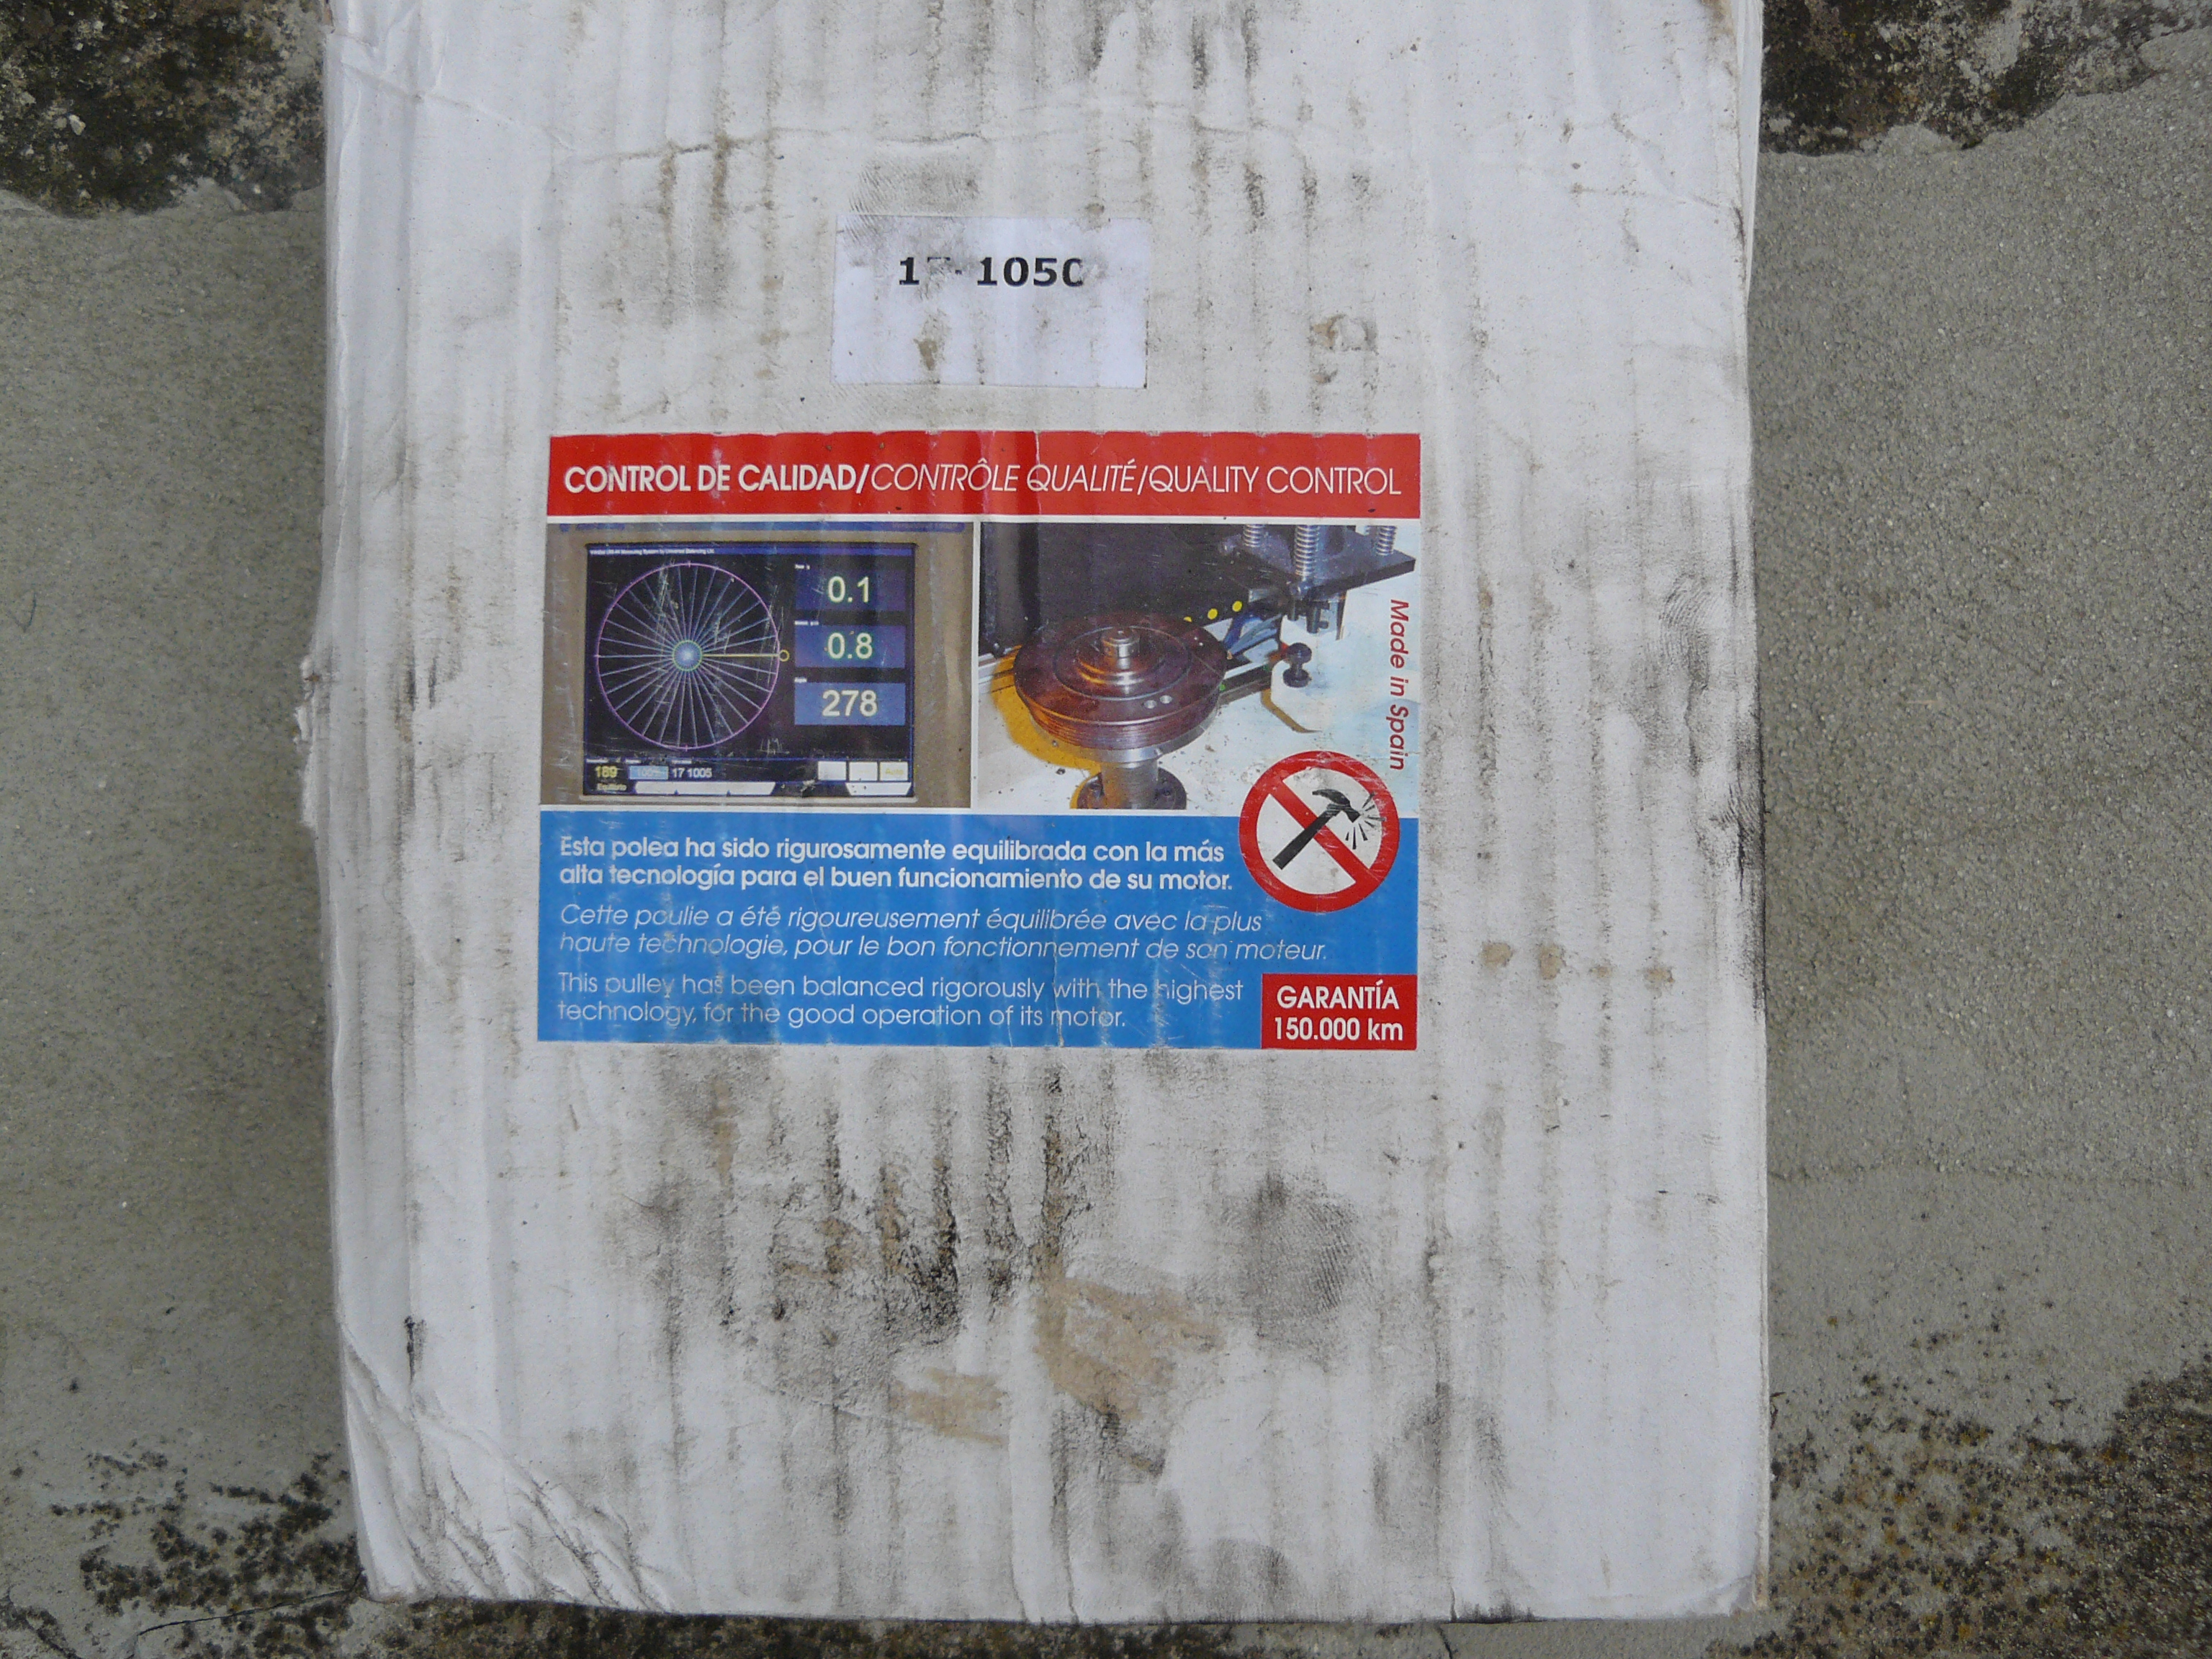 CONTROL DE CALIDAD/CONTRÔLE QUALITÉ/QUALITY CONTROL
0.1
0.8
278
189
17 1005
Made in Spain
Esta polea ha sido rigurosamente equilibrada con la más
alta tecnología para el buen funcionamiento de su motor.
Cette poulie a été rigoureusement équilibrée avec la plus
haute technologie, pour le bon fonctionnement de son moteur.
This pulley has been balanced rigorously with the highest
technology, for the good operation of its motor.
GARANTÍA
150.000 km